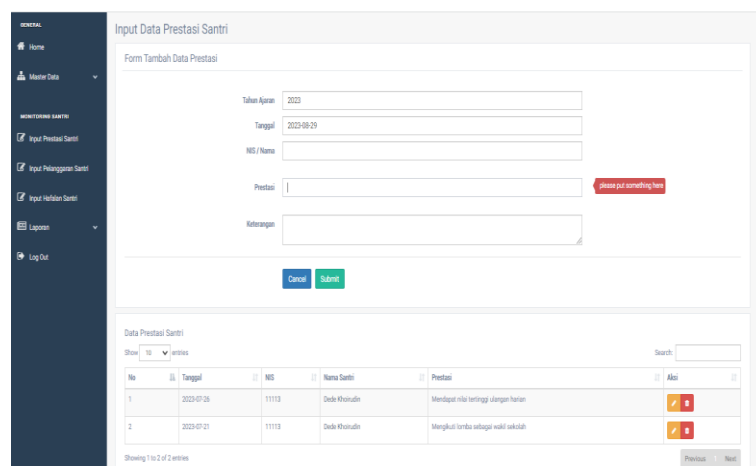 GENERAL
Home
Master Data
MONITORING SANTRI
Input Prestasi Santri
Input Pelanggaran Santri
Input Hafalan Santri
Laporan
Log Out
Input Data Prestasi Santri
Form Tambah Data Prestasi
Tahun Ajaran 2023
Tanggal 2023-08-29
NIS / Nama
Prestasi please put something here
Keterangan
Cancel Submit
Data Prestasi Santri
Show 10 entries Search:
No Tanggal NIS Nama Santri Prestasi Aksi
1 2023-07-26 11113 Dede Khoirudin Mendapat nilai tertinggi ulangan harian
2 2023-07-21 11113 Dede Khoirudin Mengikuti lomba sebagai wakil sekolah
Showing 1 to 2 of 2 entries Previous 1 Next